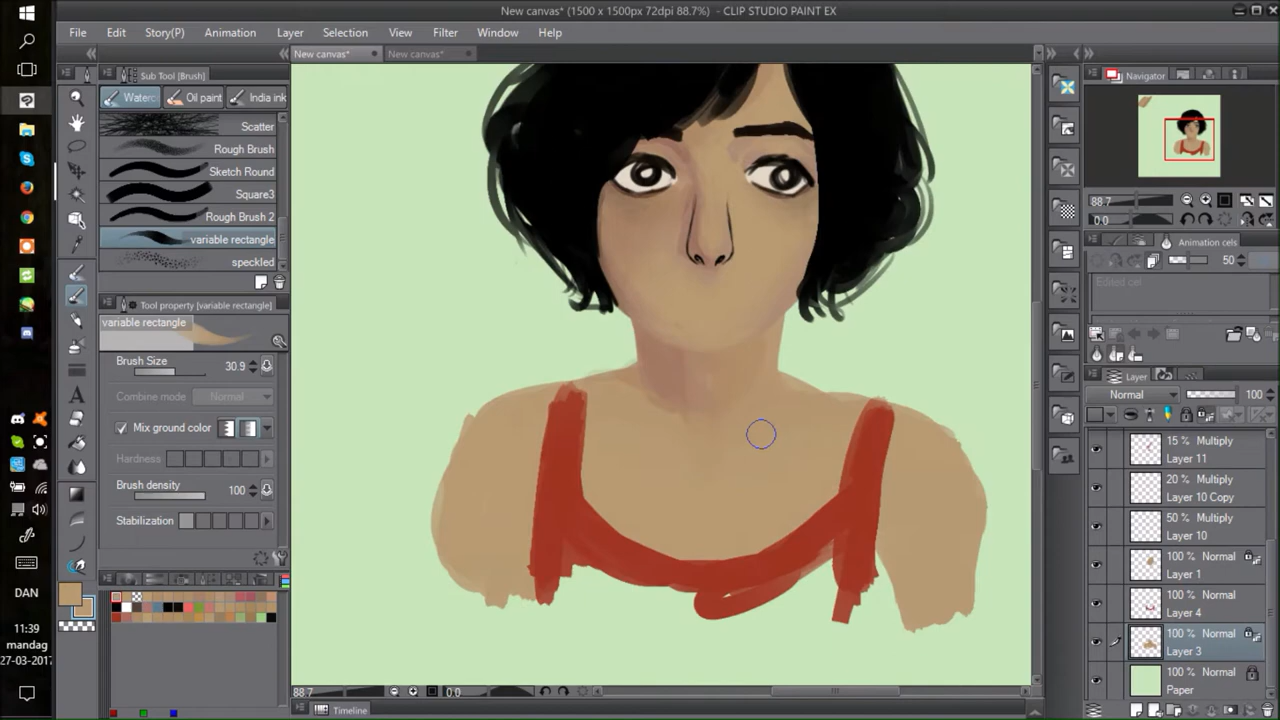 New canvas* (1500 x 1500px 72dpi 88.7%) - CLIP STUDIO PAINT EX
File Edit Story(P) Animation Layer Selection View Filter Window Help
New canvas* New canvas*
Sub Tool [Brush]
Waterc Oil paint India ink
Scatter
Rough Brush
Sketch Round
Square3
Rough Brush 2
variable rectangle
speckled
Tool property [variable rectangle]
variable rectangle
Brush Size 30.9
Combine mode Normal
Mix ground color
Hardness
Brush density 100
Stabilization
DAN
11:39
mandag
27-03-2017
88.7 0.0
Timeline
Navigator
88.7
0.0
Animation cels
50
Edited cel
Layer
Normal 100
15 % Multiply
Layer 11
20 % Multiply
Layer 10 Copy
50 % Multiply
Layer 10
100 % Normal
Layer 1
100 % Normal
Layer 4
100 % Normal
Layer 3
100 % Normal
Paper